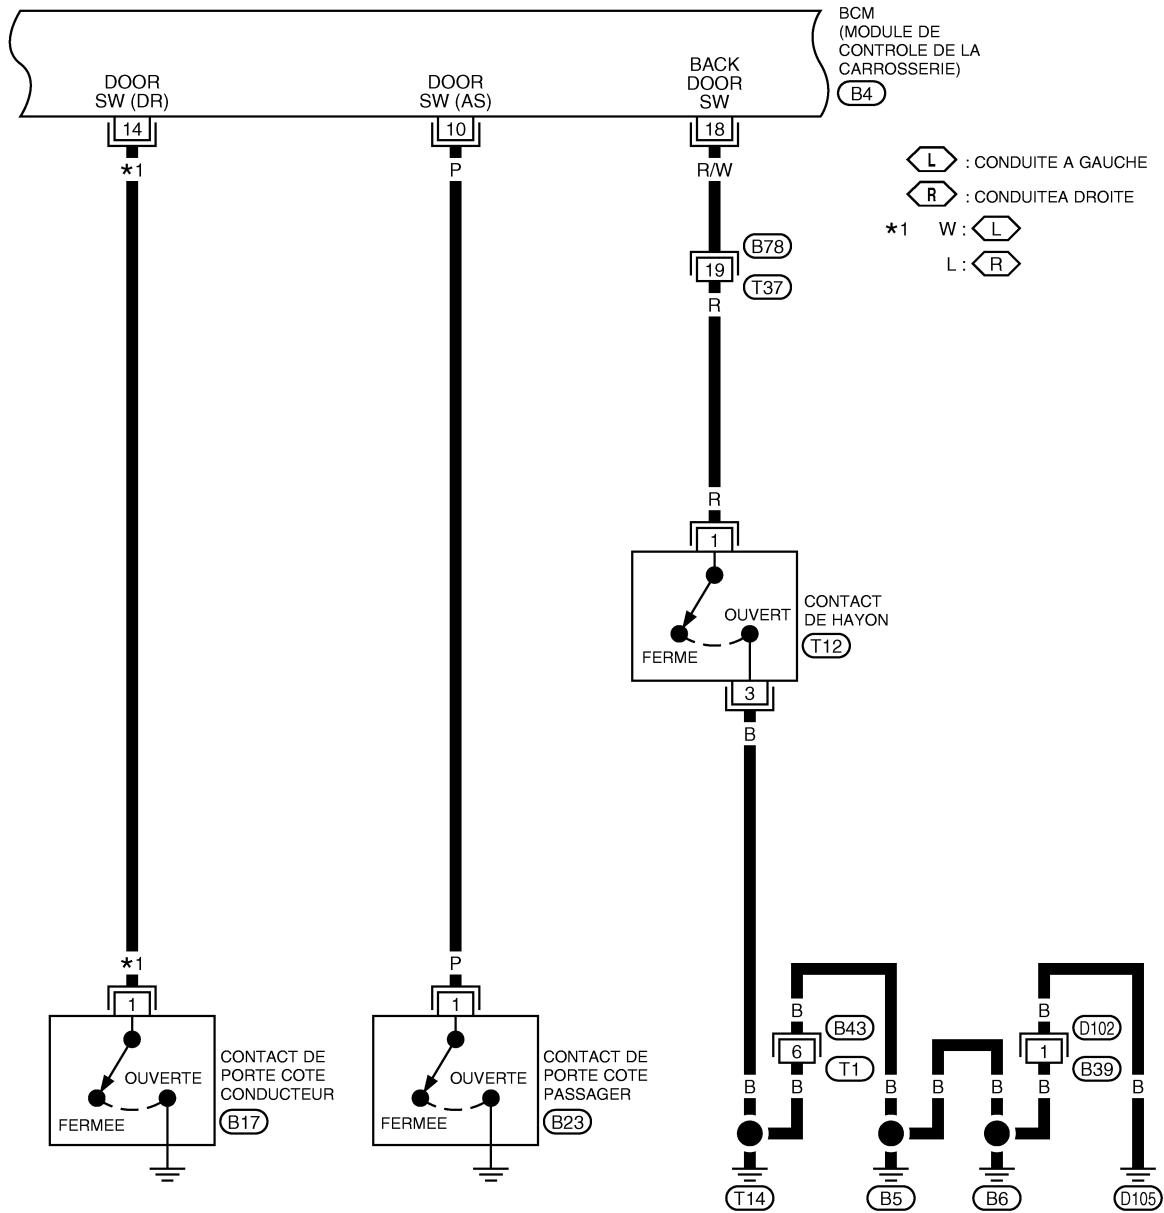 BCM
(MODULE DE
CONTROLE DE LA
CARROSSERIE)
B4
DOOR
SW (DR)
DOOR
SW (AS)
BACK
DOOR
SW
14
10
18
*1
P
R/W
L : CONDUITE A GAUCHE
R : CONDUITEA DROITE
*1 W : L
L : R
B78
19
T37
R
R
1
OUVERT
FERME
CONTACT
DE HAYON
T12
3
B
*1
P
1
OUVERTE
FERMEE
CONTACT DE
PORTE COTE
CONDUCTEUR
B17
1
OUVERTE
FERMEE
CONTACT DE
PORTE COTE
PASSAGER
B23
B
B
B43
D102
6
1
T1
B39
B
B
B
B
B
B
B
T14
B5
B6
D105